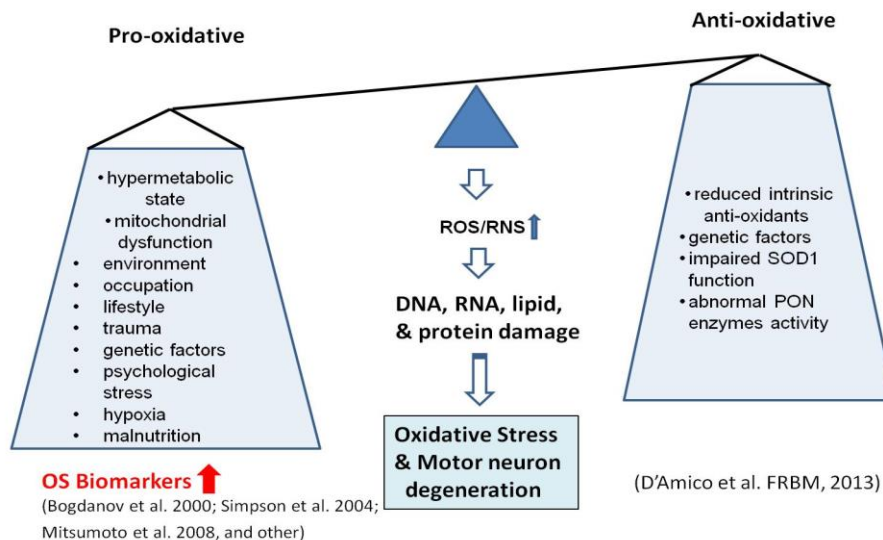 Pro-oxidative
Anti-oxidative
• hypermetabolic
state
• mitochondrial
dysfunction
• environment
• occupation
• lifestyle
• trauma
• genetic factors
• psychological
stress
• hypoxia
• malnutrition
OS Biomarkers
(Bogdanov et al. 2000; Simpson et al. 2004;
Mitsumoto et al. 2008, and other)
ROS/RNS
DNA, RNA, lipid,
& protein damage
Oxidative Stress
& Motor neuron
degeneration
• reduced intrinsic
anti-oxidants
• genetic factors
• impaired SOD1
function
• abnormal PON
enzymes activity
(D’Amico et al. FRBM, 2013)